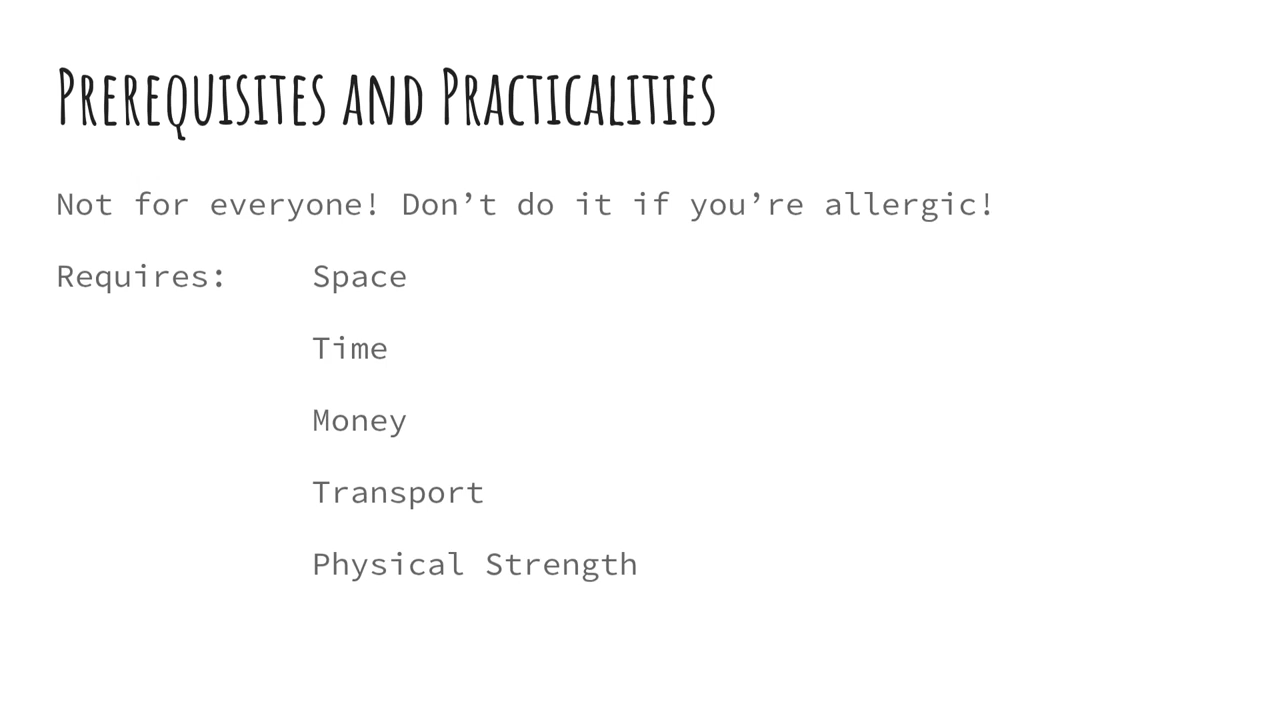 Prerequisites and Practicalities
Not for everyone! Don’t do it if you’re allergic!
Requires: Space
Time
Money
Transport
Physical Strength